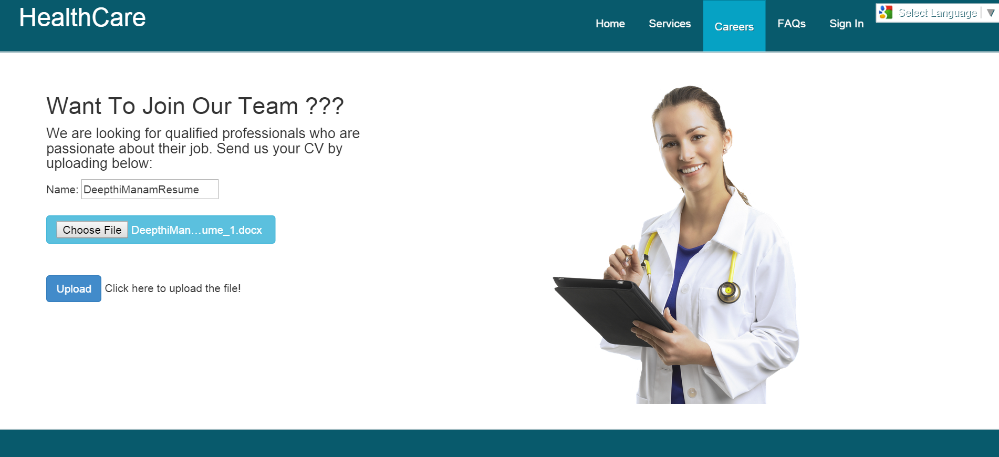 HealthCare
Home
Services
Careers
FAQs
Sign In
Select Language
Want To Join Our Team ???
We are looking for qualified professionals who are
passionate about their job. Send us your CV by
uploading below:
Name: DeepthiManamResume
Choose File DeepthiMan...ume_1.docx
Upload Click here to upload the file!